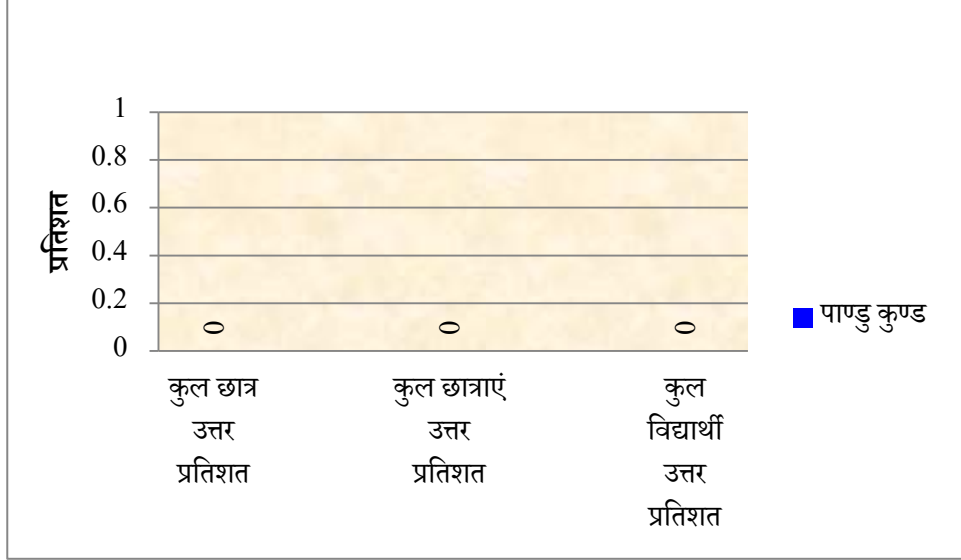 प्रतिशत
1
0.8
0.6
0.4
0.2
0
0
0
0
पाण्डु कुण्ड
कुल छात्र
उत्तर
प्रतिशत
कुल छात्राएं
उत्तर
प्रतिशत
कुल
विद्यार्थी
उत्तर
प्रतिशत